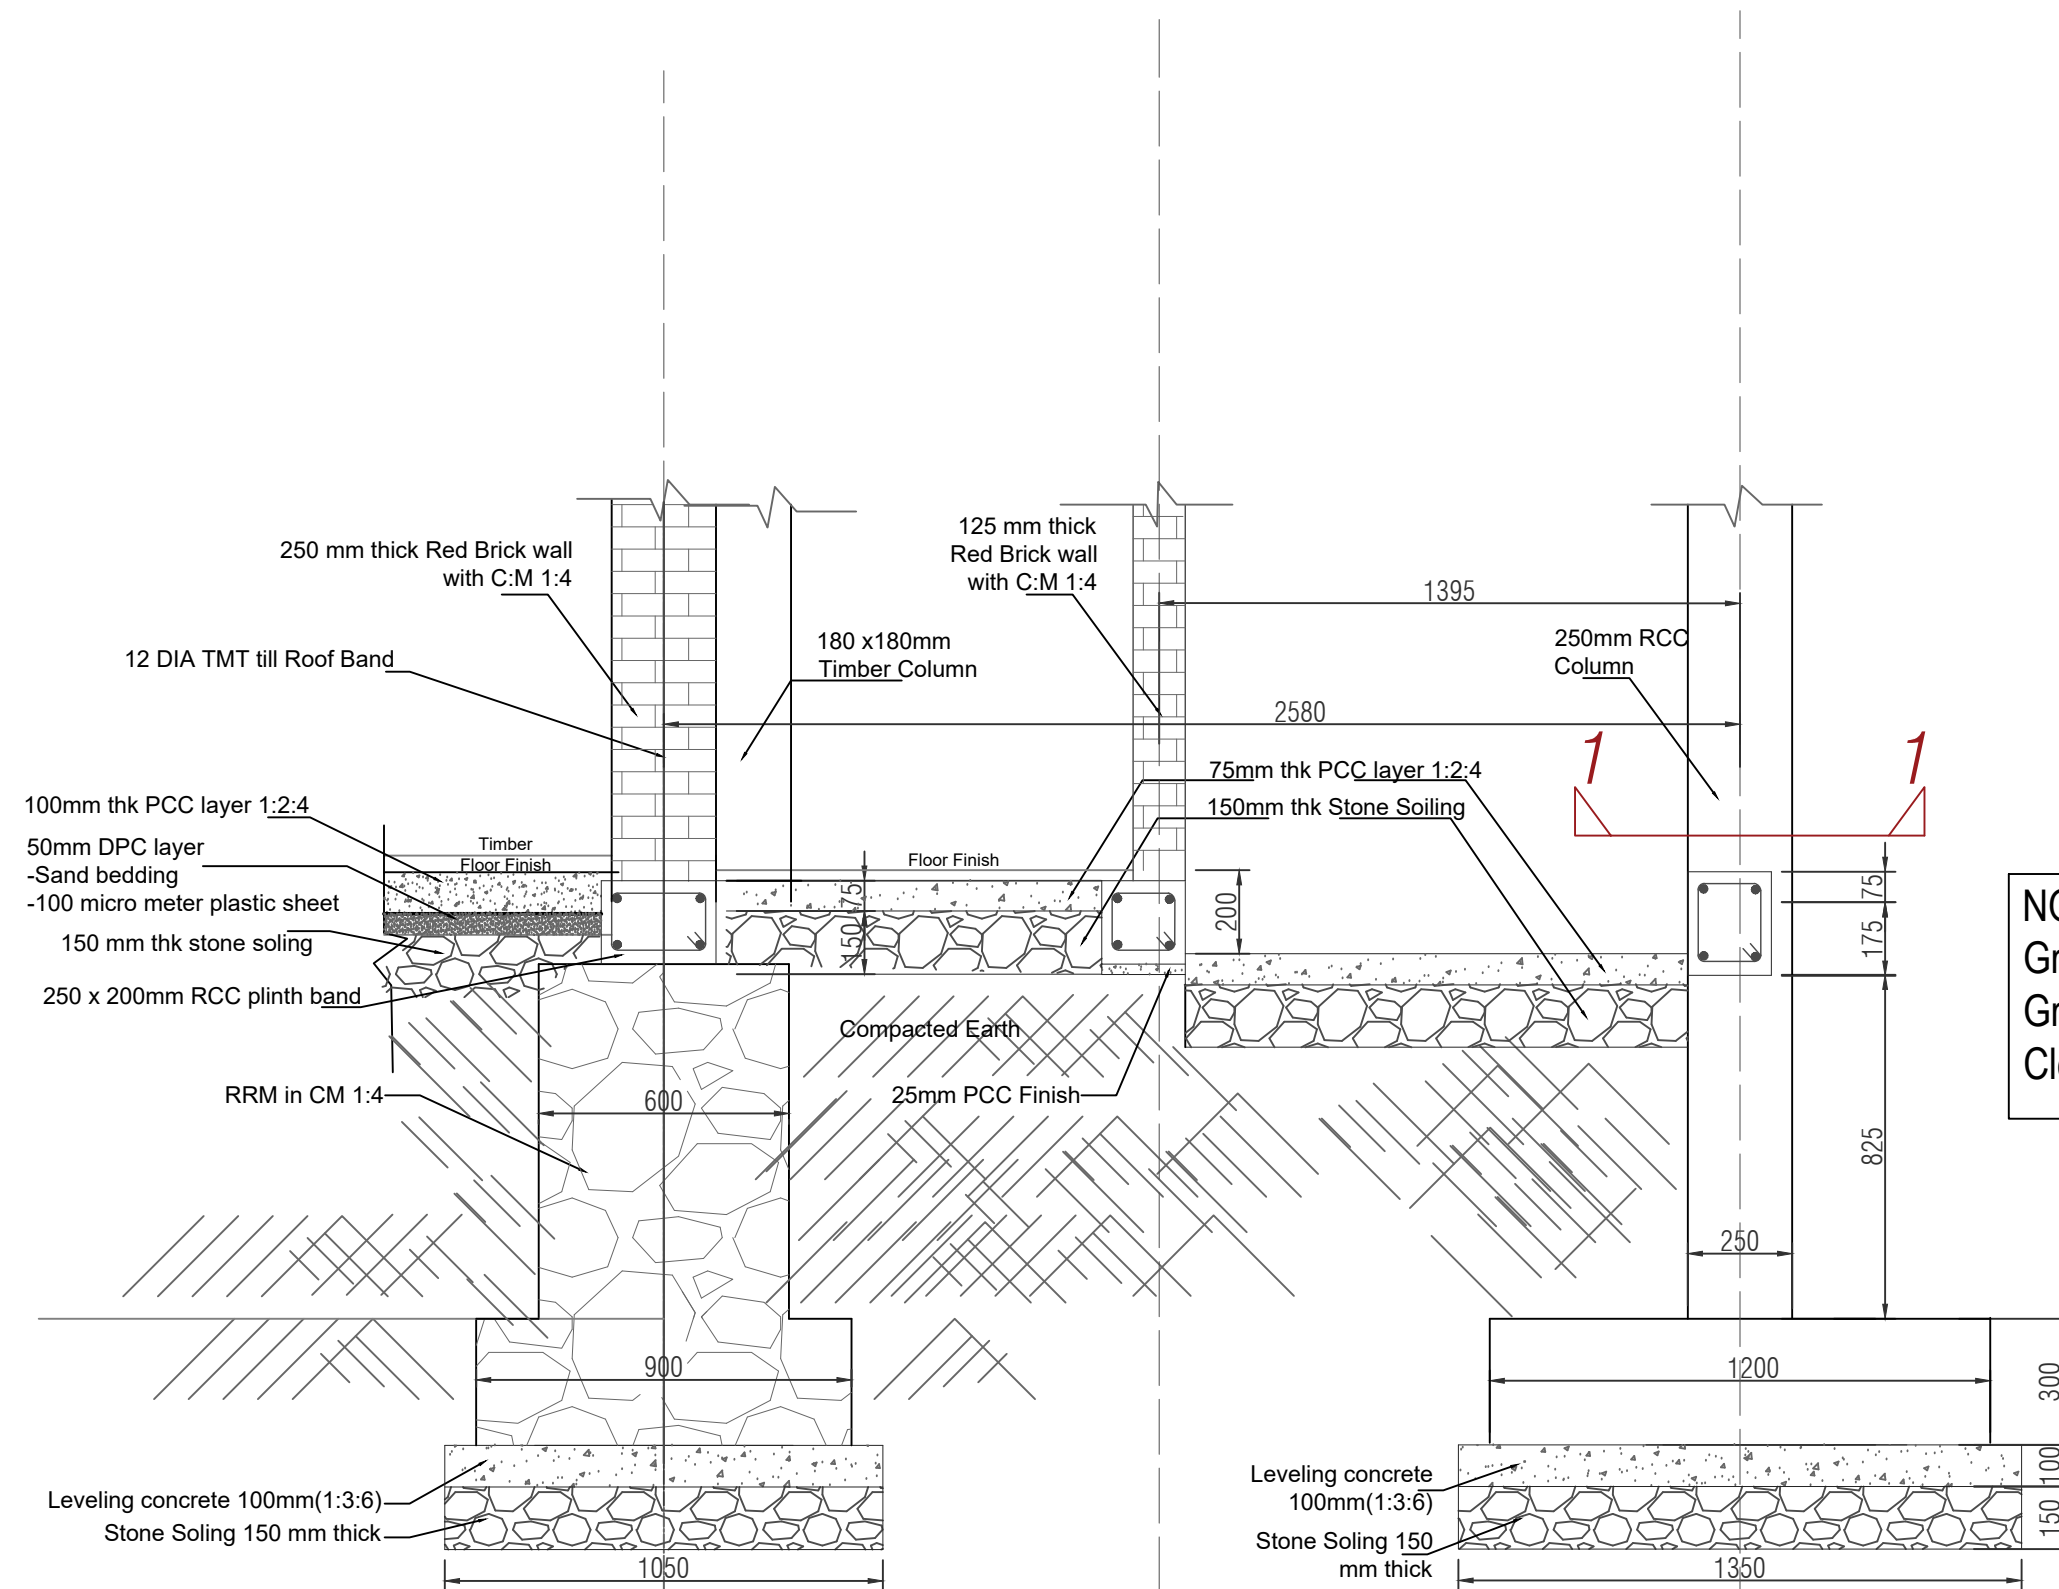 250 mm thick Red Brick wall
with C:M 1:4
125 mm thick
Red Brick wall
with C:M 1:4
1395
12 DIA TMT till Roof Band
180 x180mm
Timber Column
250mm RCC
Column
2580
1
1
75mm thk PCC layer 1:2:4
150mm thk Stone Soiling
100mm thk PCC layer 1:2:4
50mm DPC layer
-Sand bedding
-100 micro meter plastic sheet
150 mm thk stone soling
250 x 200mm RCC plinth band
Timber
Floor Finish
Floor Finish
75
150
200
75
175
825
Compacted Earth
25mm PCC Finish
RRM in CM 1:4
600
250
900
1200
300
100
150
Leveling concrete 100mm(1:3:6)
Stone Soling 150 mm thick
1050
Leveling concrete
100mm(1:3:6)
Stone Soling 150
mm thick
1350